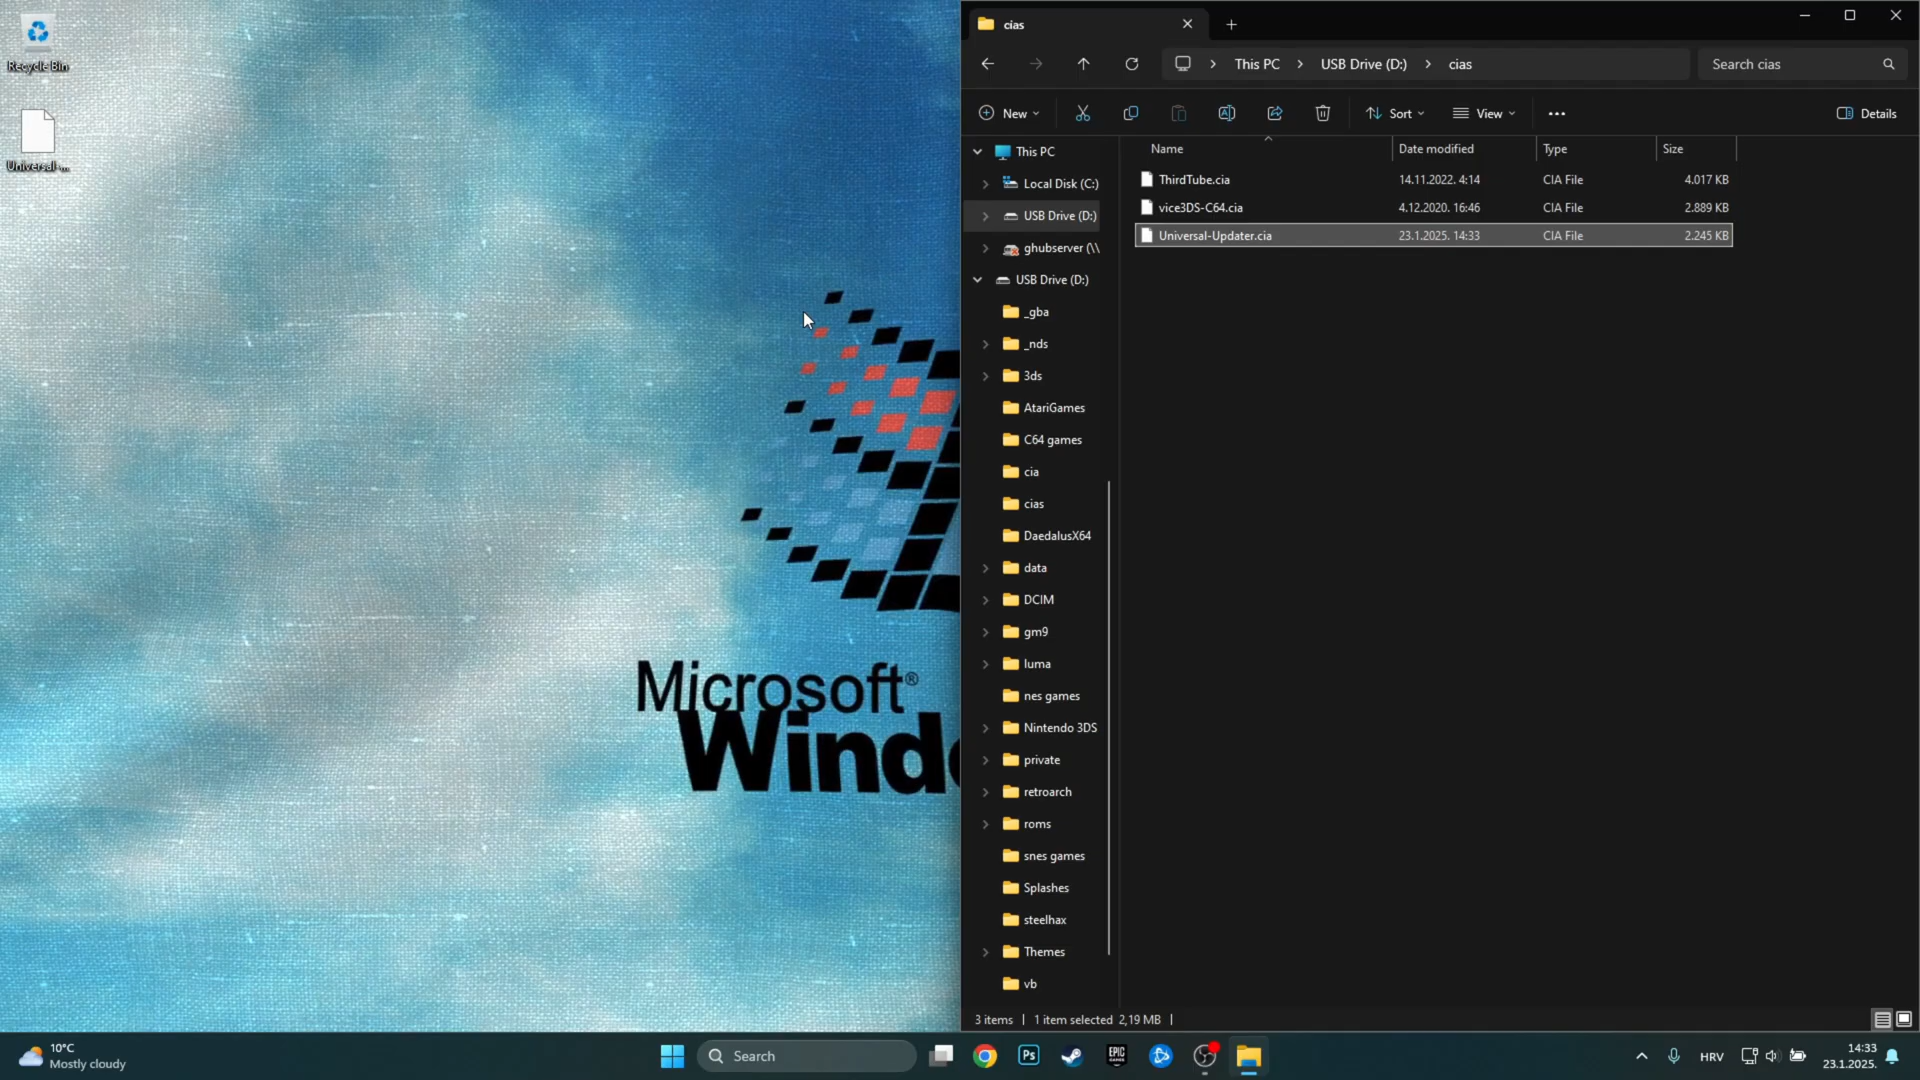 Recycle Bin
Universal-...
Microsoft®
cias
This PC
USB Drive (D:)
cias
Search cias
New
Sort
View
Details
Name
Date modified
Type
Size
ThirdTube.cia
14.11.2022. 4:14
CIA File
4.017 KB
vice3DS-C64.cia
4.12.2020. 16:46
CIA File
2.889 KB
Universal-Updater.cia
23.1.2025. 14:33
CIA File
2.245 KB
This PC
Local Disk (C:)
USB Drive (D:)
ghubserver (\\
USB Drive (D:)
_gba
_nds
3ds
AtariGames
C64 games
cia
cias
DaedalusX64
data
DCIM
gm9
luma
nes games
Nintendo 3DS
private
retroarch
roms
snes games
Splashes
steelhax
Themes
vb
3 items
1 item selected 2,19 MB
10°C
Mostly cloudy
Search
Ps
EPIC
GAMES
HRV
14:33
23.1.2025.